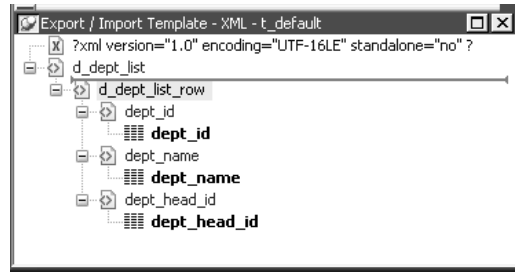 Export / Import Template - XML - t_default
?xml version="1.0" encoding="UTF-16LE" standalone="no" ?
d_dept_list
d_dept_list_row
dept_id
dept_id
dept_name
dept_name
dept_head_id
dept_head_id